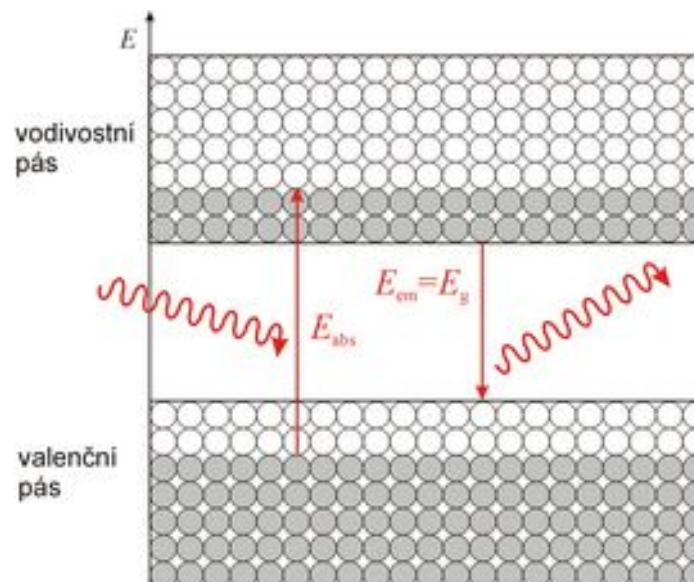 E
vodivostní
pás
E_em=E_g
E_abs
valenční
pás